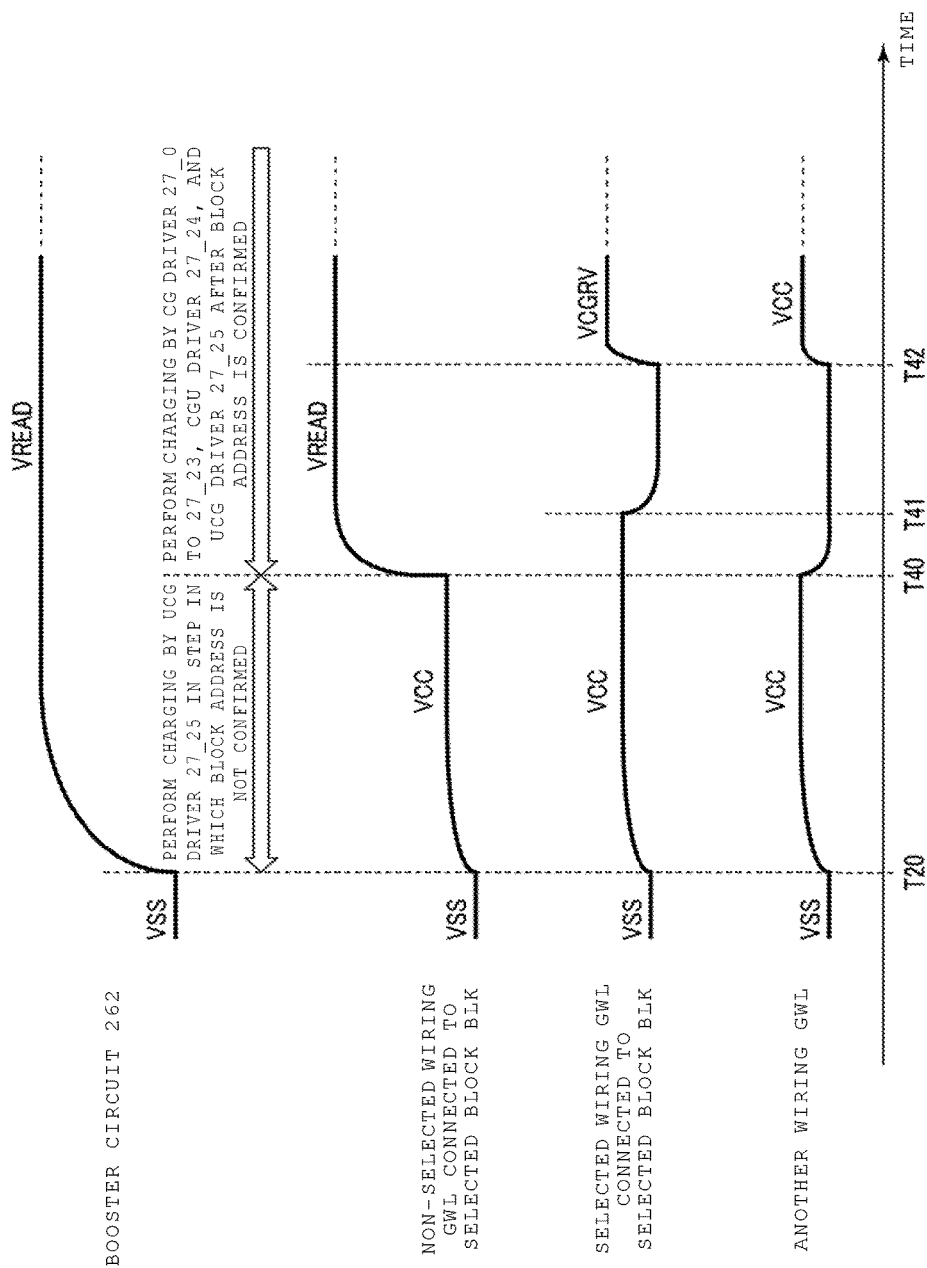 BOOSTER CIRCUIT 262
VSS
VREAD
PERFORM CHARGING BY UCG
DRIVER 27_25 IN STEP IN
WHICH BLOCK ADDRESS IS
NOT CONFIRMED
PERFORM CHARGING BY CG DRIVER 27_0
TO 27_23, CGU DRIVER 27_24, AND
UCG DRIVER 27_25 AFTER BLOCK
ADDRESS IS CONFIRMED
NON-SELECTED WIRING
GWL CONNECTED TO
SELECTED BLOCK BLK
VSS
VCC
VREAD
SELECTED WIRING GWL
CONNECTED TO
SELECTED BLOCK BLK
VSS
VCC
VCGRV
ANOTHER WIRING GWL
VSS
VCC
VCC
T20
T40
T41
T42
TIME